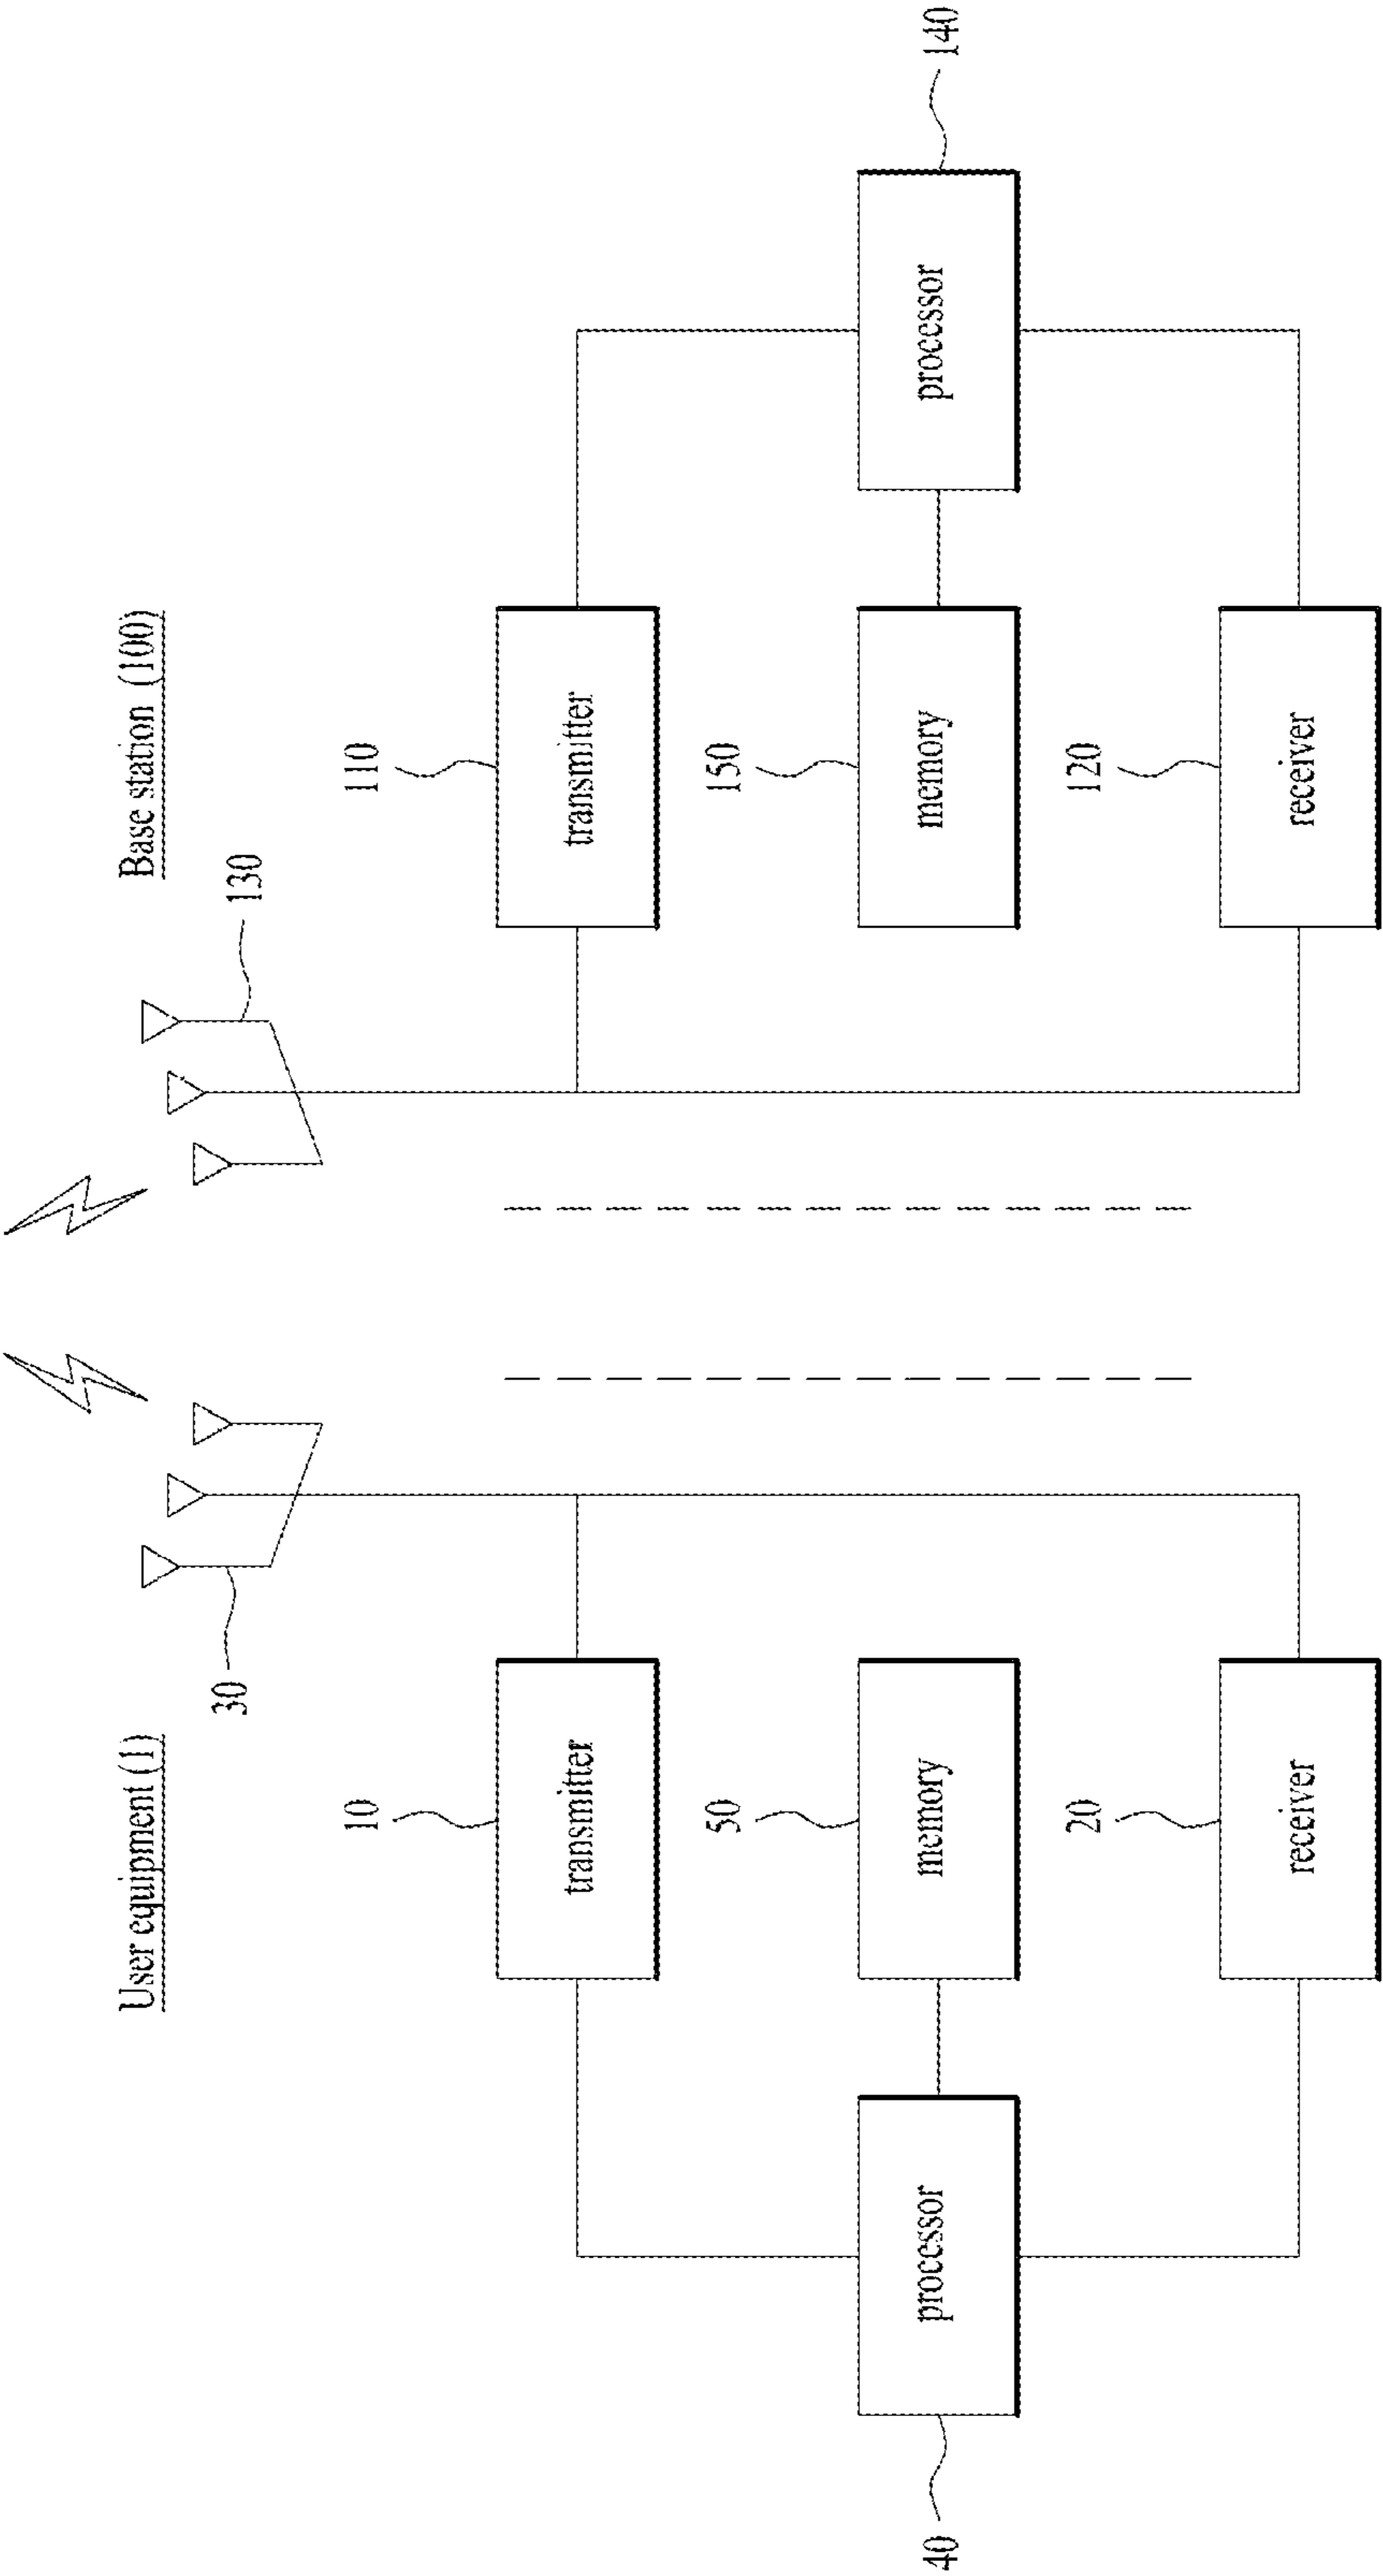 User equipment (1)
Base station (100)
30
130
10
transmitter
110
transmitter
40
processor
50
memory
150
memory
140
processor
20
receiver
120
receiver